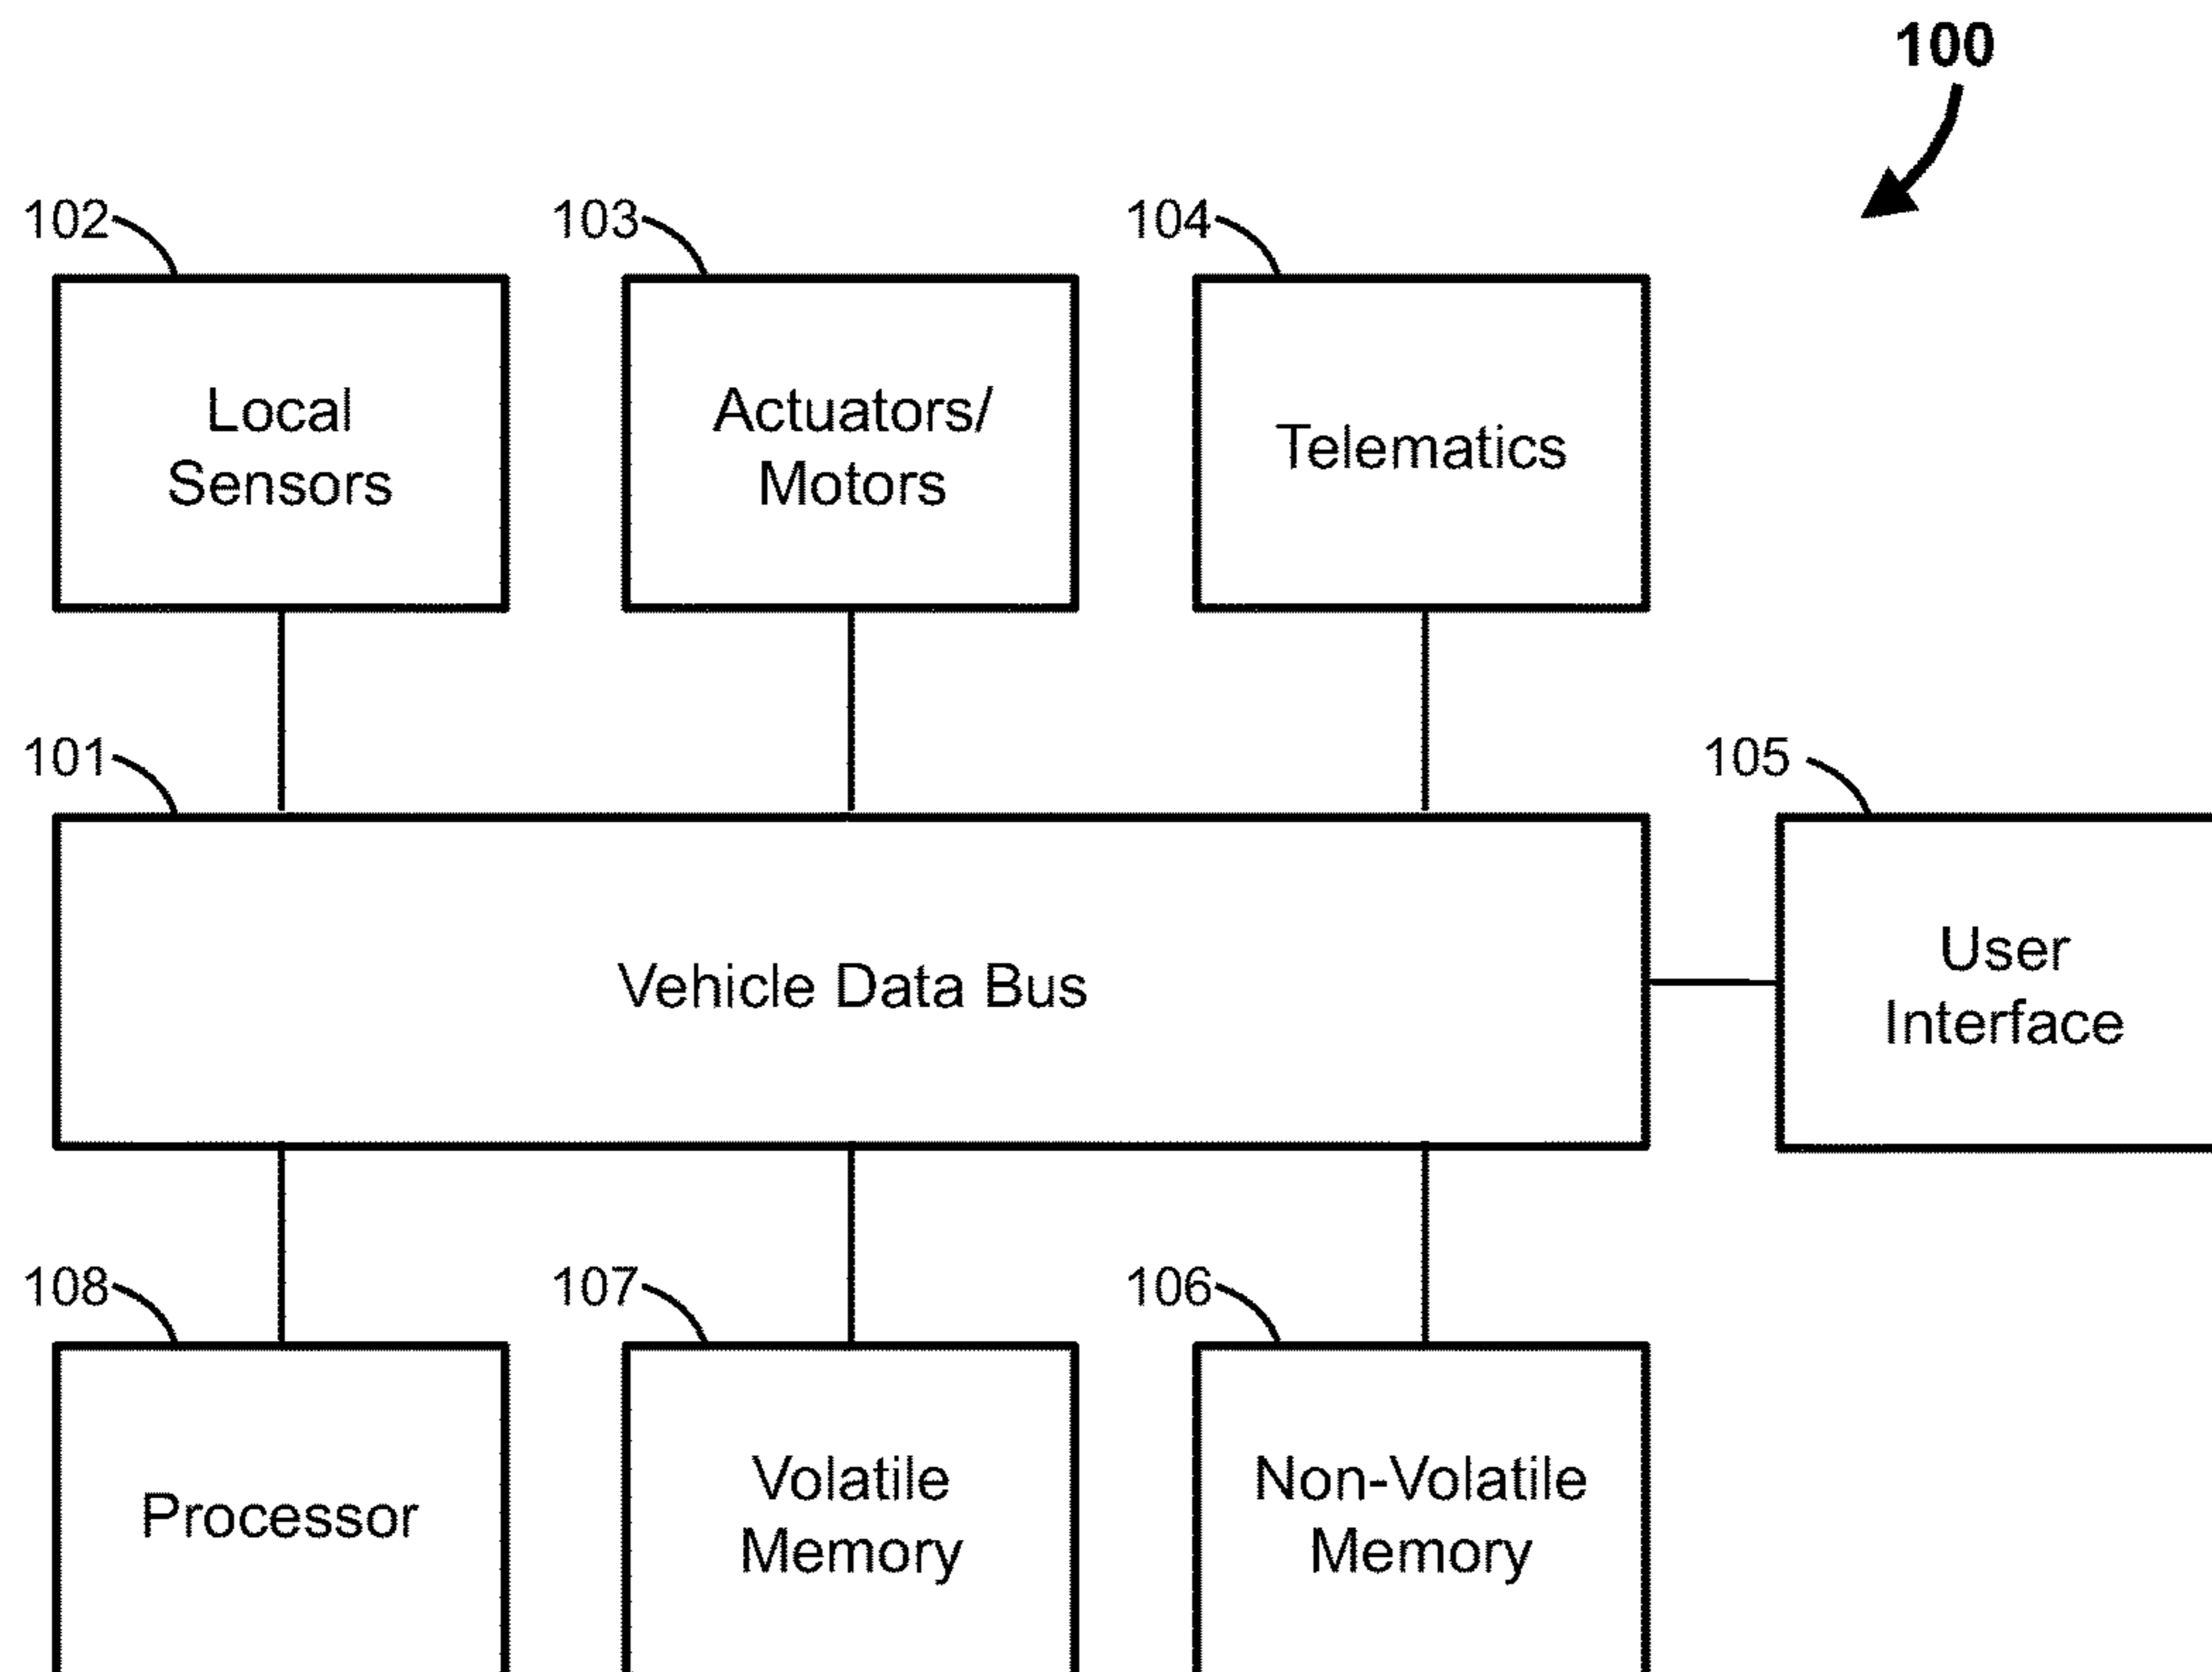 100
102
103
104
Local
Sensors
Actuators/
Motors
Telematics
101
105
Vehicle Data Bus
User
Interface
108
107
106
Processor
Volatile
Memory
Non-Volatile
Memory